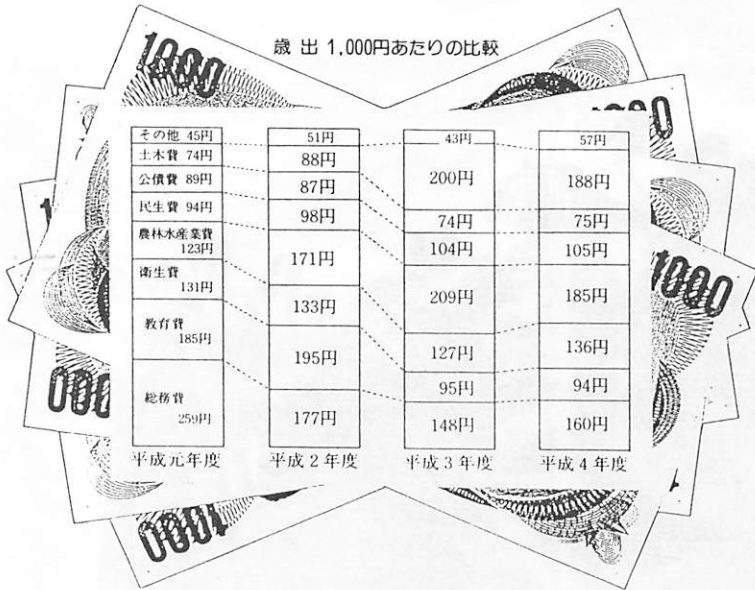 歳出 1,000円あたりの比較
1000
1000
1000
000
1000
その他 45円
土木費 74円
公債費 89円
民生費 94円
農林水産業費
123円
衛生費
131円
教育費
185円
総務費
259円
平成元年度
51円
88円
87円
98円
171円
133円
195円
177円
平成2年度
43円
200円
74円
104円
209円
127円
95円
148円
平成3年度
57円
188円
75円
105円
185円
136円
94円
160円
平成4年度